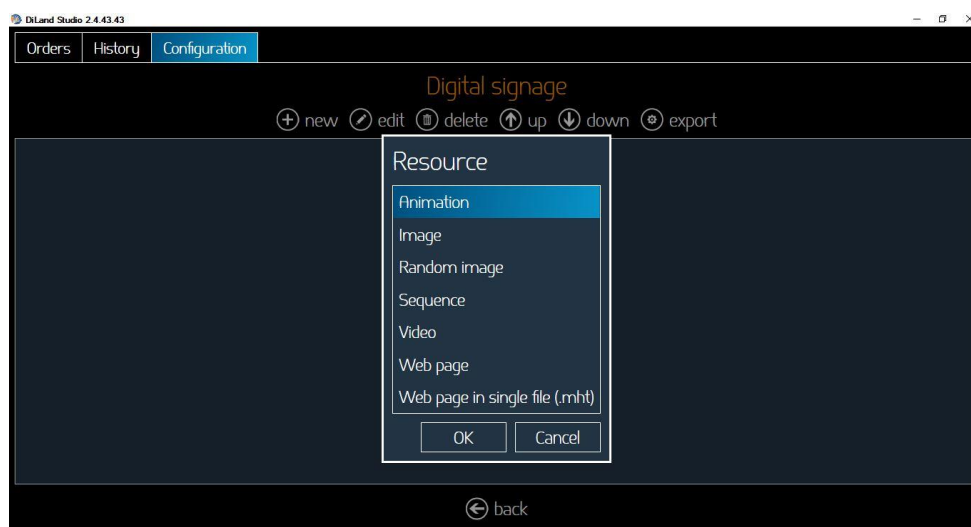 DiLand Studio 2.4.43.43
Orders History Configuration
Digital signage
new edit delete up down export
Resource
Animation
Image
Random image
Sequence
Video
Web page
Web page in single file (.mht)
OK Cancel
back